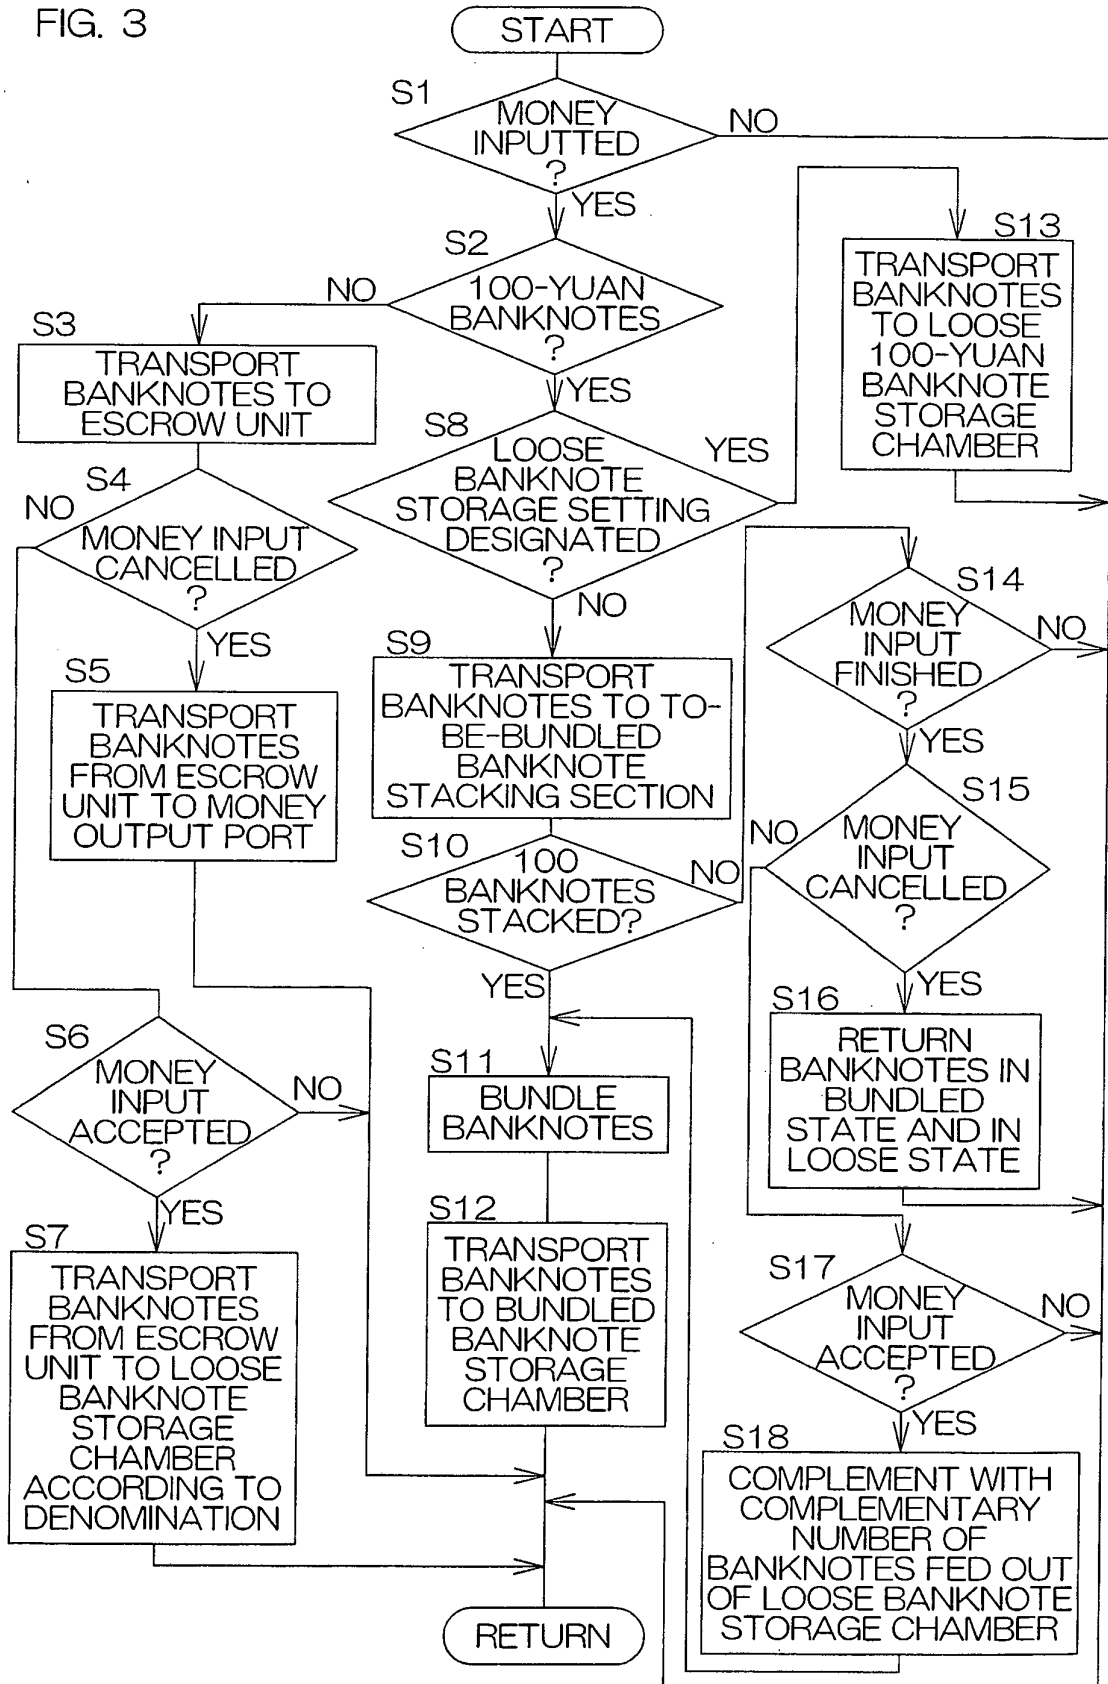 FIG. 3
START
S1
MONEY
INPUTTED
?
NO
YES
S2
100-YUAN
BANKNOTES
?
NO
YES
S3
TRANSPORT
BANKNOTES TO
ESCROW UNIT
S4
NO
MONEY INPUT
CANCELLED
?
YES
S5
TRANSPORT
BANKNOTES
FROM ESCROW
UNIT TO MONEY
OUTPUT PORT
S6
MONEY
INPUT
ACCEPTED
?
NO
YES
S7
TRANSPORT
BANKNOTES
FROM ESCROW
UNIT TO LOOSE
BANKNOTE
STORAGE
CHAMBER
ACCORDING TO
DENOMINATION
S8
LOOSE
BANKNOTE
STORAGE SETTING
DESIGNATED
?
YES
NO
S9
TRANSPORT
BANKNOTES TO TO-
BE-BUNDLED
BANKNOTE
STACKING SECTION
S10
100
BANKNOTES
STACKED?
NO
YES
S11
BUNDLE
BANKNOTES
S12
TRANSPORT
BANKNOTES
TO BUNDLED
BANKNOTE
STORAGE
CHAMBER
RETURN
S13
TRANSPORT
BANKNOTES
TO LOOSE
100-YUAN
BANKNOTE
STORAGE
CHAMBER
S14
MONEY
INPUT
FINISHED
?
NO
YES
S15
NO
MONEY
INPUT
CANCELLED
?
YES
S16
RETURN
BANKNOTES IN
BUNDLED
STATE AND IN
LOOSE STATE
S17
MONEY
INPUT
ACCEPTED
?
NO
YES
S18
COMPLEMENT WITH
COMPLEMENTARY
NUMBER OF
BANKNOTES FED OUT
OF LOOSE BANKNOTE
STORAGE CHAMBER